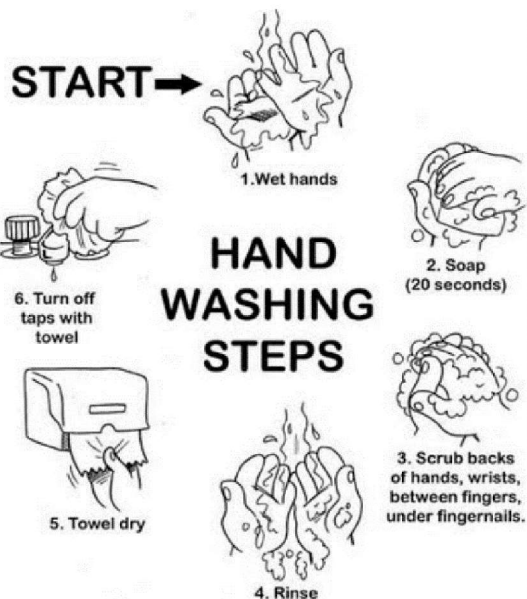 START
1.Wet hands
2. Soap
(20 seconds)
3. Scrub backs
of hands, wrists,
between fingers,
under fingernails.
4. Rinse
5. Towel dry
6. Turn off
taps with
towel
HAND
WASHING
STEPS